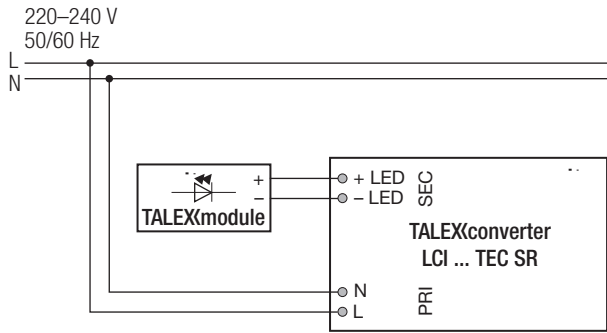 220–240 V
50/60 Hz
L
N
+
−
TALEXmodule
+ LED
– LED
SEC
TALEXconverter
LCI ... TEC SR
N
L
PRI